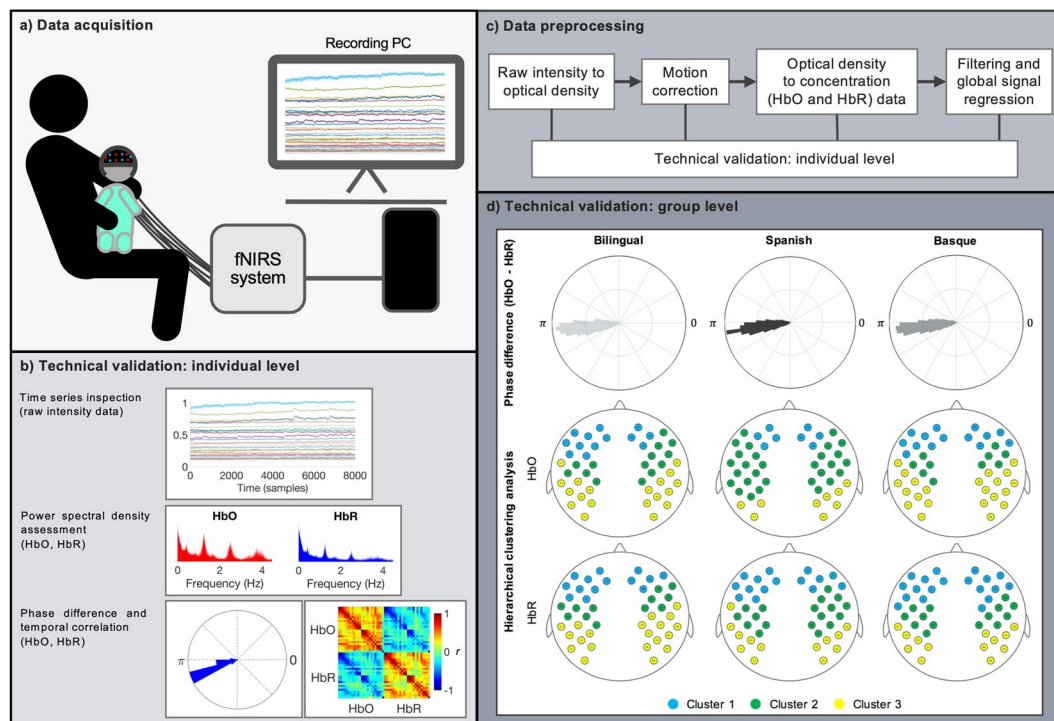 a) Data acquisition
Recording PC
fNIRS
system
b) Technical validation: individual level
Time series inspection
(raw intensity data)
1
0.5
0
0 2000 4000 6000 8000
Time (samples)
Power spectral density
assessment
(HbO, HbR)
HbO HbR
0 2 4 0 2 4
Frequency (Hz) Frequency (Hz)
Phase difference and
temporal correlation
(HbO, HbR)
π 0
HbO
HbR
HbO HbR
1
0 r
-1
c) Data preprocessing
Raw intensity to
optical density
Motion
correction
Optical density
to concentration
(HbO and HbR) data
Filtering and
global signal
regression
Technical validation: individual level
d) Technical validation: group level
Bilingual Spanish Basque
Phase difference (HbO - HbR)
π 0 π 0 π 0
Hierarchical clustering analysis
HbO
HbR
Cluster 1 Cluster 2 Cluster 3